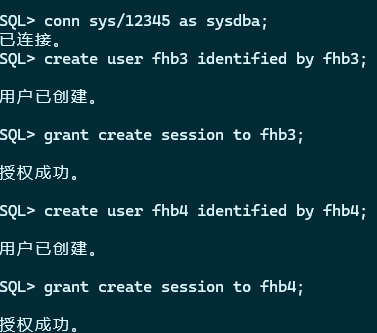 SQL> conn sys/12345 as sysdba;
已连接。
SQL> create user fhb3 identified by fhb3;
用户已创建。
SQL> grant create session to fhb3;
授权成功。
SQL> create user fhb4 identified by fhb4;
用户已创建。
SQL> grant create session to fhb4;
授权成功。